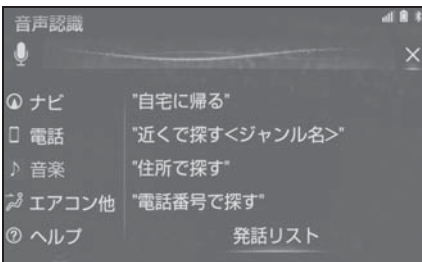 音声認識
ナビ
"自宅に帰る"
電話
"近くで探す<ジャンル名>"
音楽
"住所で探す"
エアコン他
"電話番号で探す"
ヘルプ
発話リスト